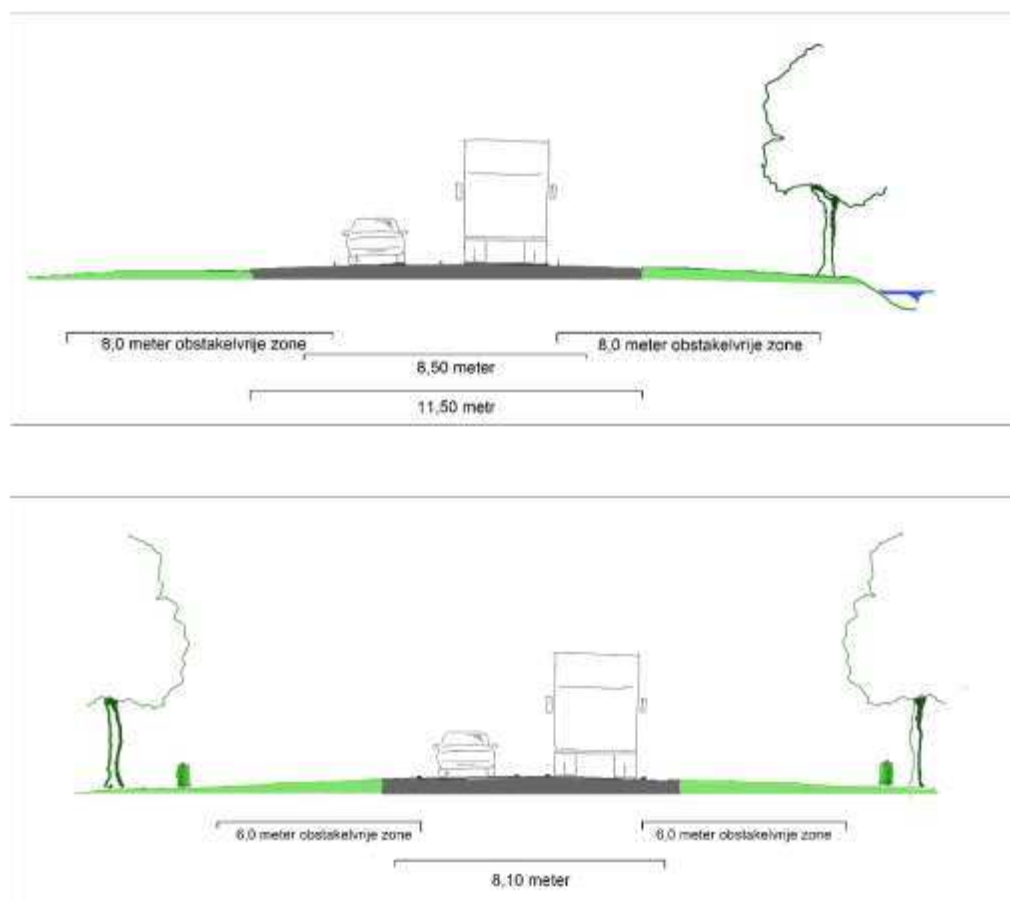 8,0 meter obstakelvrije zone
8,0 meter obstakelvrije zone
8,50 meter
11,50 metr
6,0 meter obstakelvrije zone
6,0 meter obstakelvrije zone
8,10 meter